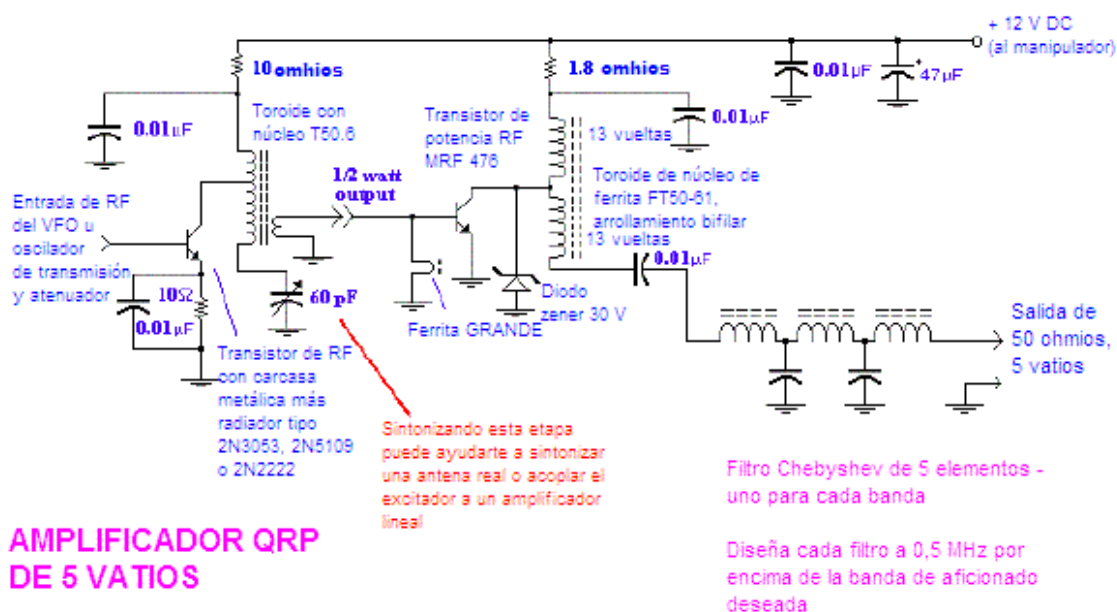 + 12 V DC
(al manipulador)
10 omhios
1.8 omhios
0.01µF
47µF
+
0.01µF
Toroide con
núcleo T50.6
Transistor de
potencia RF
MRF 476
13 vueltas
0.01µF
1/2 watt
output
Toroide de núcleo de
ferrita FT50-61,
arrollamiento bifilar
13 vueltas
Entrada de RF
del VFO u
oscilador
de transmisión
y atenuador
0.01µF
10Ω
0.01µF
60 pF
Ferrita GRANDE
Diodo
zener 30 V
Salida de
50 ohmios,
5 vatios
Transistor de RF
con carcasa
metálica más
radiador tipo
2N3053, 2N5109
o 2N2222
Sintonizando esta etapa
puede ayudarte a sintonizar
una antena real o acoplar el
excitador a un amplificador
lineal
Filtro Chebyshev de 5 elementos -
uno para cada banda
Diseña cada filtro a 0,5 MHz por
encima de la banda de aficionado
deseada
AMPLIFICADOR QRP
DE 5 VATIOS